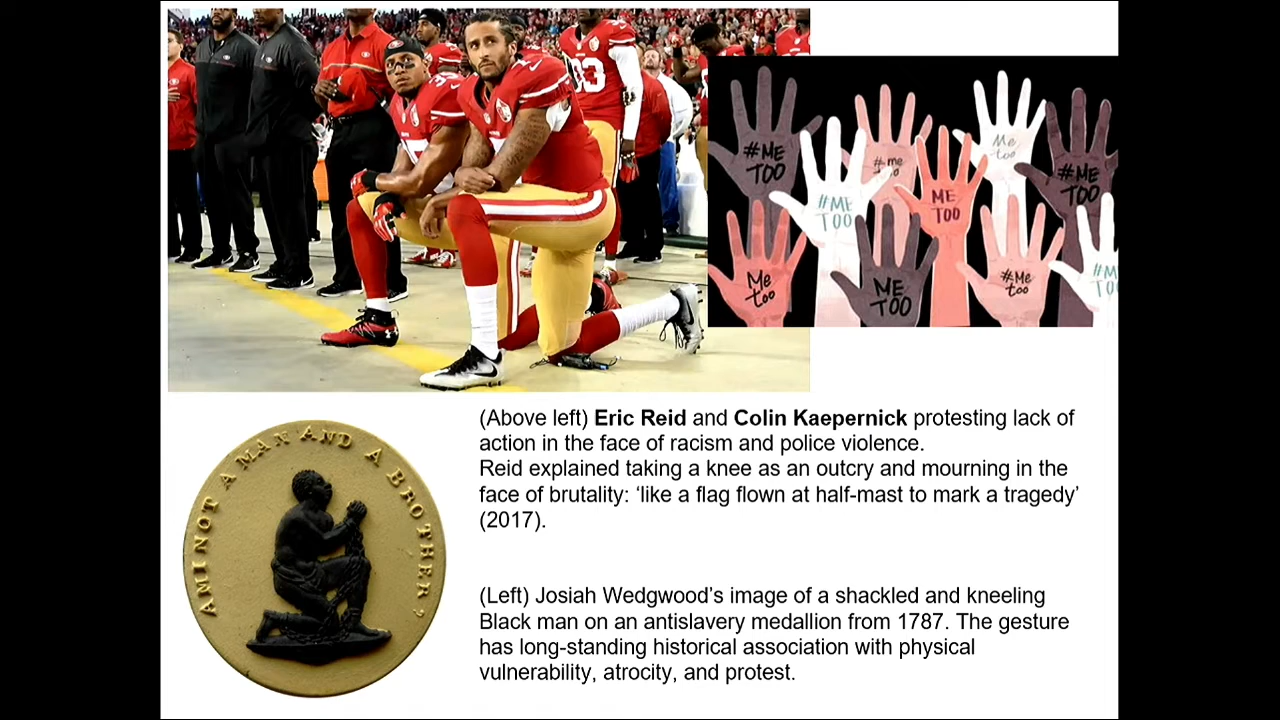 #ME
TOO
#me
too
Me
too
#ME
TOO
#ME
TOO
ME
TOO
Me
too
ME
TOO
#Me
too
#M
TO
(Above left) Eric Reid and Colin Kaepernick protesting lack of
action in the face of racism and police violence.
Reid explained taking a knee as an outcry and mourning in the
face of brutality: ‘like a flag flown at half-mast to mark a tragedy’
(2017).
AM I NOT A MAN AND A BROTHER?
(Left) Josiah Wedgwood’s image of a shackled and kneeling
Black man on an antislavery medallion from 1787. The gesture
has long-standing historical association with physical
vulnerability, atrocity, and protest.